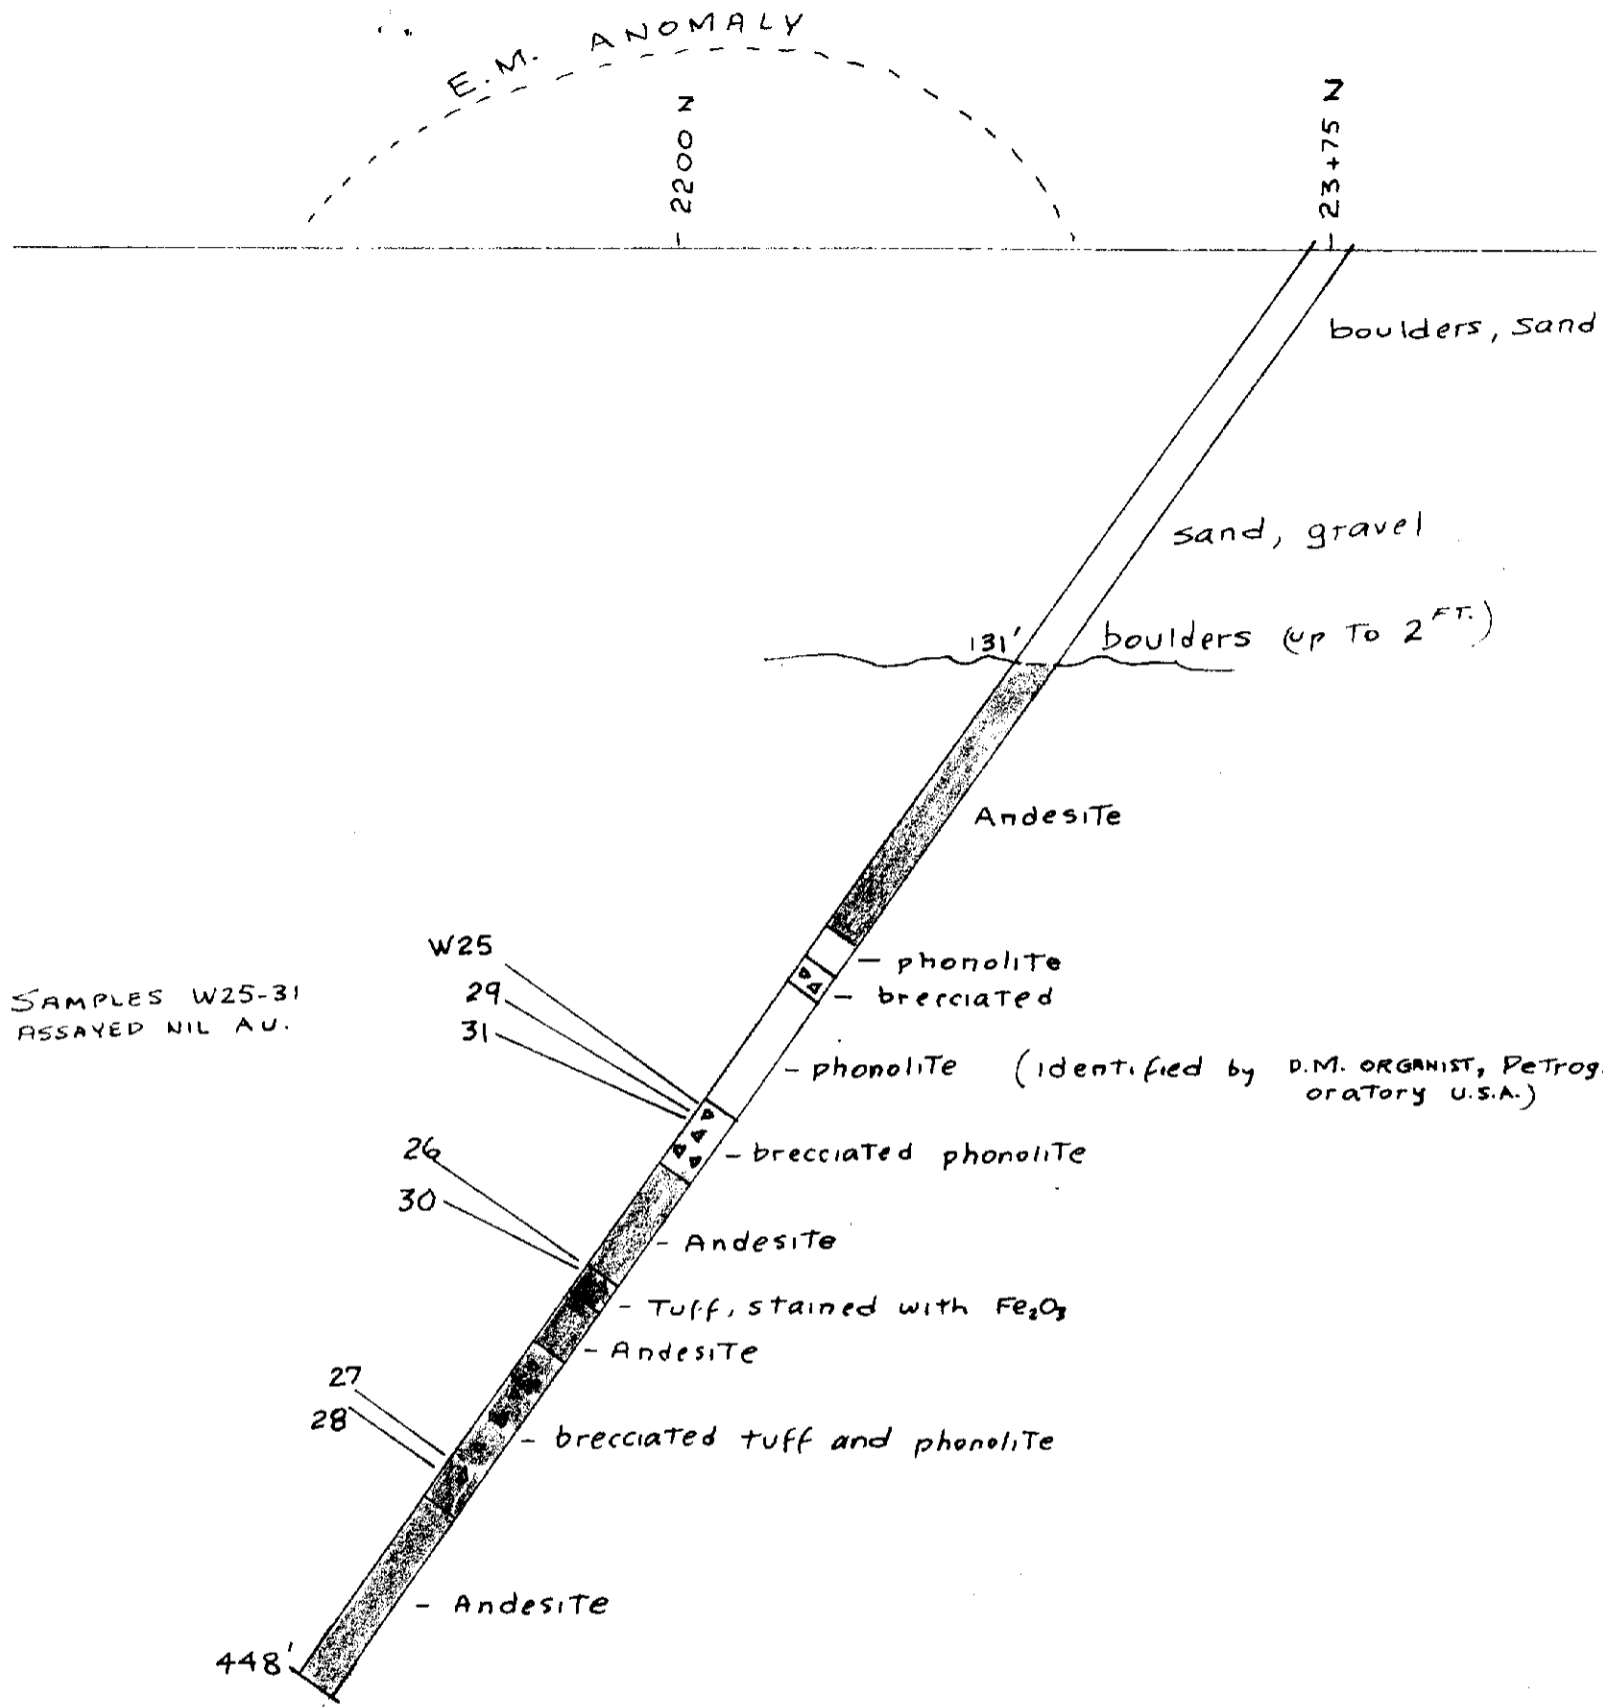 E.M. ANOMALY
2200 N
23+75 N
boulders, sand
sand, gravel
131'
boulders (up To 2 FT.)
Andesite
W25
29
31
SAMPLES W25-31
ASSAYED NIL AU.
- phonolite
- brecciated
- phonolite (identified by D.M. ORGANIST, Petrog.
oratory U.S.A.)
26
30
- brecciated phonolite
- Andesite
- Tuff, stained with Fe₂O₃
- Andesite
27
28
- brecciated tuff and phonolite
- Andesite
448'